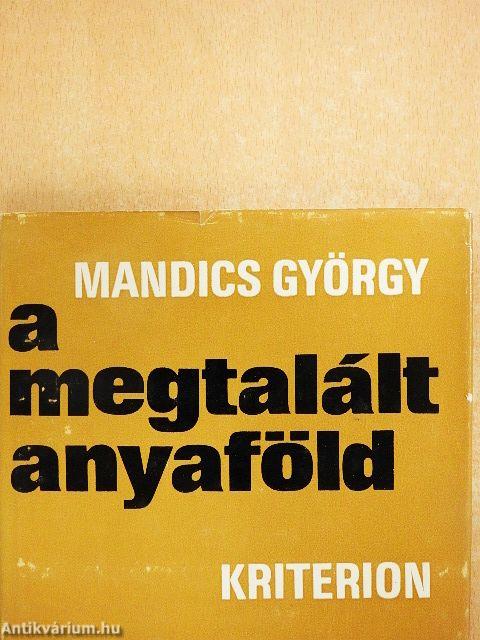 MANDICS GYÖRGY
a
megtalált
anyaföld
KRITERION
Antikvárium.hu